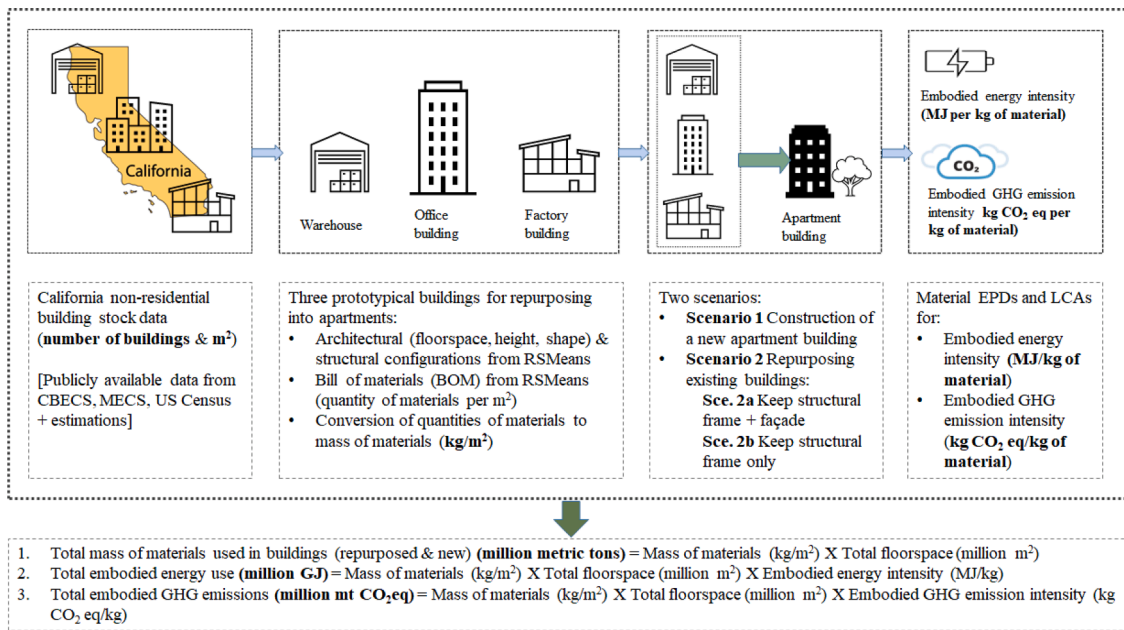 California
Warehouse
Office
building
Factory
building
Apartment
building
Embodied energy intensity
(MJ per kg of material)
CO₂
Embodied GHG emission
intensity kg CO₂ eq per
kg of material)
California non-residential
building stock data
(number of buildings & m²)
[Publicly available data from
CBECS, MECS, US Census
+ estimations]
Three prototypical buildings for repurposing
into apartments:
• Architectural (floorspace, height, shape) &
structural configurations from RSMeans
• Bill of materials (BOM) from RSMeans
(quantity of materials per m²)
• Conversion of quantities of materials to
mass of materials (kg/m²)
Two scenarios:
• Scenario 1 Construction of
a new apartment building
• Scenario 2 Repurposing
existing buildings:
Sce. 2a Keep structural
frame + façade
Sce. 2b Keep structural
frame only
Material EPDs and LCAs
for:
• Embodied energy
intensity (MJ/kg of
material)
• Embodied GHG
emission intensity
(kg CO₂ eq/kg of
material)
1. Total mass of materials used in buildings (repurposed & new) (million metric tons) = Mass of materials (kg/m²) X Total floorspace (million m²)
2. Total embodied energy use (million GJ) = Mass of materials (kg/m²) X Total floorspace (million m²) X Embodied energy intensity (MJ/kg)
3. Total embodied GHG emissions (million mt CO₂eq) = Mass of materials (kg/m²) X Total floorspace (million m²) X Embodied GHG emission intensity (kg
CO₂ eq/kg)